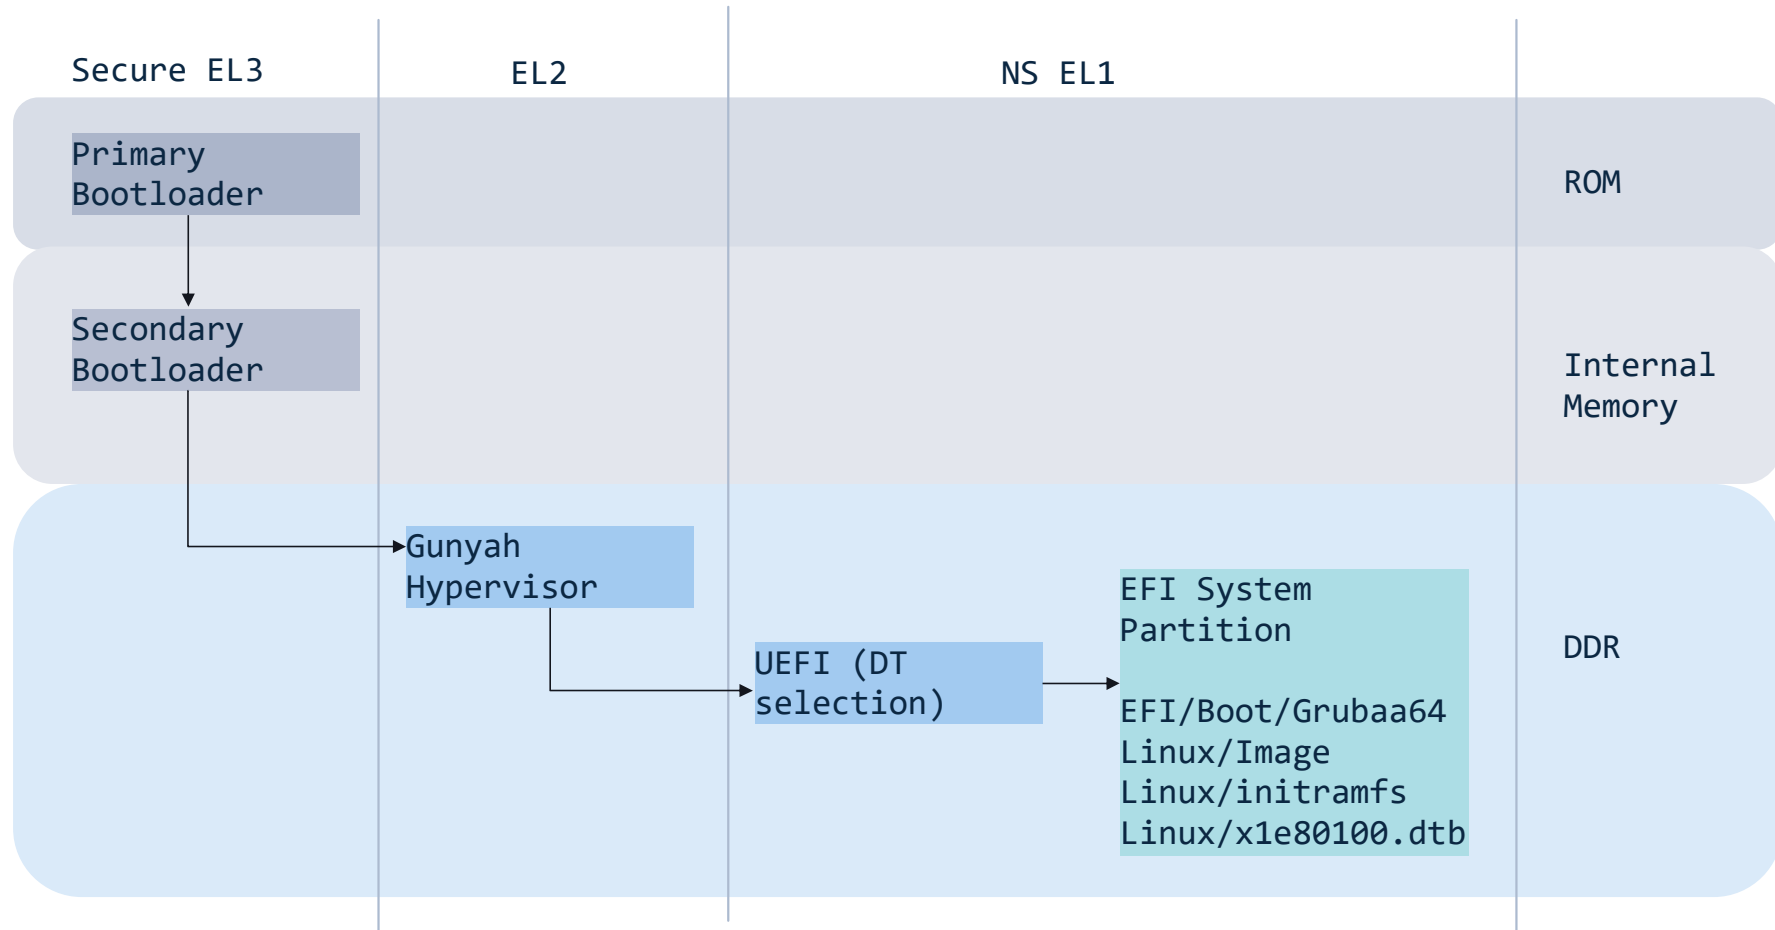 Secure EL3
EL2
NS EL1
Primary
Bootloader
ROM
Secondary
Bootloader
Internal
Memory
Gunyah
Hypervisor
UEFI (DT
selection)
EFI System
Partition
EFI/Boot/Grubaa64
Linux/Image
Linux/initramfs
Linux/x1e80100.dtb
DDR